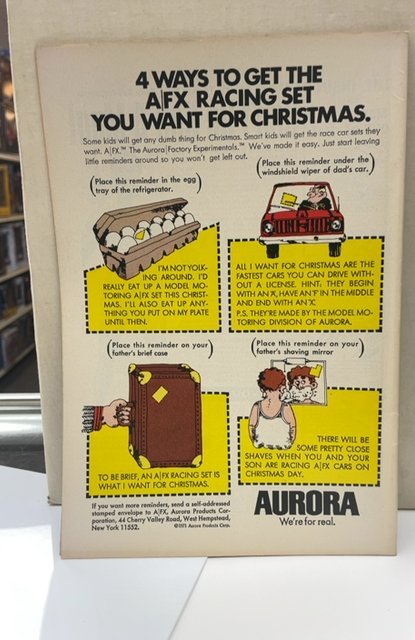 4 WAYS TO GET THE
A|FX RACING SET
YOU WANT FOR CHRISTMAS.
Some kids will get any dumb thing for Christmas. Smart kids will get the race car sets they
want. A|FX.™ The Aurora|Factory Experimentals.™ We've made it easy. Just start leaving
little reminders around so you won't get left out.
(Place this reminder in the egg
tray of the refrigerator.)
I'M NOT YOLK-
ING AROUND. I'D
REALLY EAT UP A MODEL MO-
TORING A|FX SET THIS CHRIST-
MAS. I'LL ALSO EAT UP ANY-
THING YOU PUT ON MY PLATE
UNTIL THEN.
(Place this reminder under the
windshield wiper of dad's car.)
ALL I WANT FOR CHRISTMAS ARE THE
FASTEST CARS YOU CAN DRIVE WITH-
OUT A LICENSE. HINT: THEY BEGIN
WITH AN 'A', HAVE AN 'F' IN THE MIDDLE
AND END WITH AN 'X'.
P.S. THEY'RE MADE BY THE MODEL MO-
TORING DIVISION OF AURORA.
(Place this reminder on your
father's brief case)
TO BE BRIEF, AN A|FX RACING SET IS
WHAT I WANT FOR CHRISTMAS.
(Place this reminder on your
father's shaving mirror)
THERE WILL BE
SOME PRETTY CLOSE
SHAVES WHEN YOU AND YOUR
SON ARE RACING A|FX CARS ON
CHRISTMAS DAY.
If you want more reminders, send a self-addressed
stamped envelope to A|FX, Aurora Products Cor-
poration, 44 Cherry Valley Road, West Hempstead,
New York 11552.
©1975 Aurora Products Corp.
AURORA
We're for real.